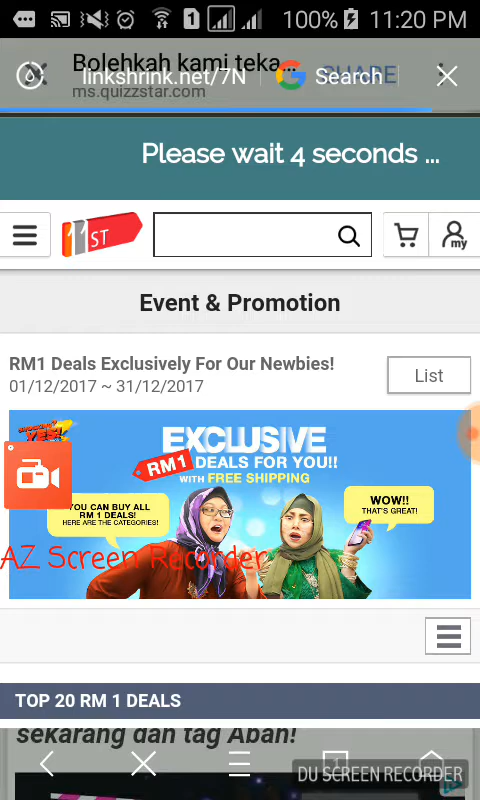 100% 11:20 PM
Bolehkah kami teka...
linkshrink.net/7N
Search
SHARE
ms.quizzstar.com
Please wait 4 seconds ...
11ST
my
Event & Promotion
RM1 Deals Exclusively For Our Newbies!
01/12/2017 ~ 31/12/2017
List
YES!
EXCLUSIVE
RM1 DEALS FOR YOU!!
WITH FREE SHIPPING
YOU CAN BUY ALL
RM 1 DEALS!
HERE ARE THE CATEGORIES!
WOW!!
THAT'S GREAT!
AZ Screen Recorder
TOP 20 RM 1 DEALS
sekarang dan tag Abah!
DU SCREEN RECORDER